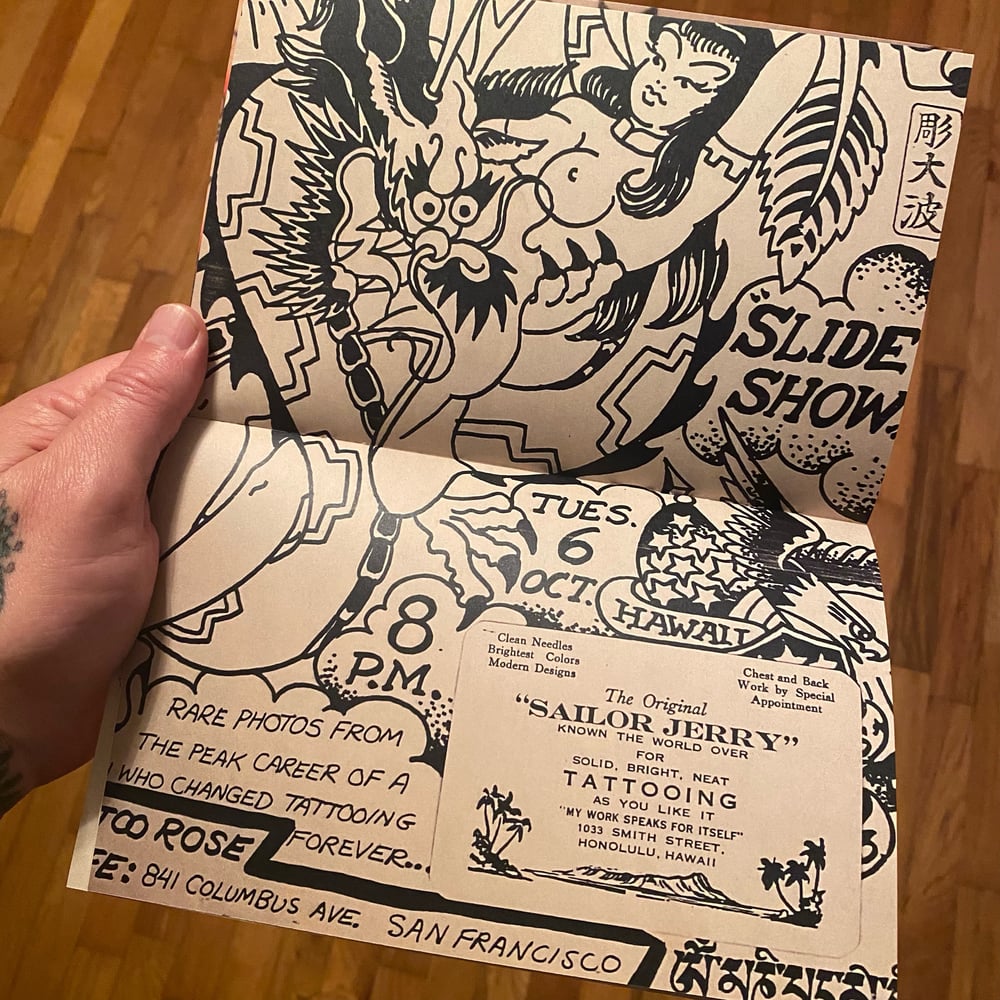 彫大波
"SLIDE
SHOW
TUES.
6
OCT.
HAWAII
8
P.M.
Clean Needles
Brightest Colors
Modern Designs
Chest and Back
Work by Special
Appointment
The Original
"SAILOR JERRY"
KNOWN THE WORLD OVER
FOR
SOLID, BRIGHT, NEAT
TATTOOING
AS YOU LIKE IT
"MY WORK SPEAKS FOR ITSELF"
1033 SMITH STREET,
HONOLULU, HAWAII
RARE PHOTOS FROM
THE PEAK CAREER OF A
WHO CHANGED TATTOOING
FOREVER...
TOO ROSE
FE: 841 COLUMBUS AVE. SAN FRANCISCO